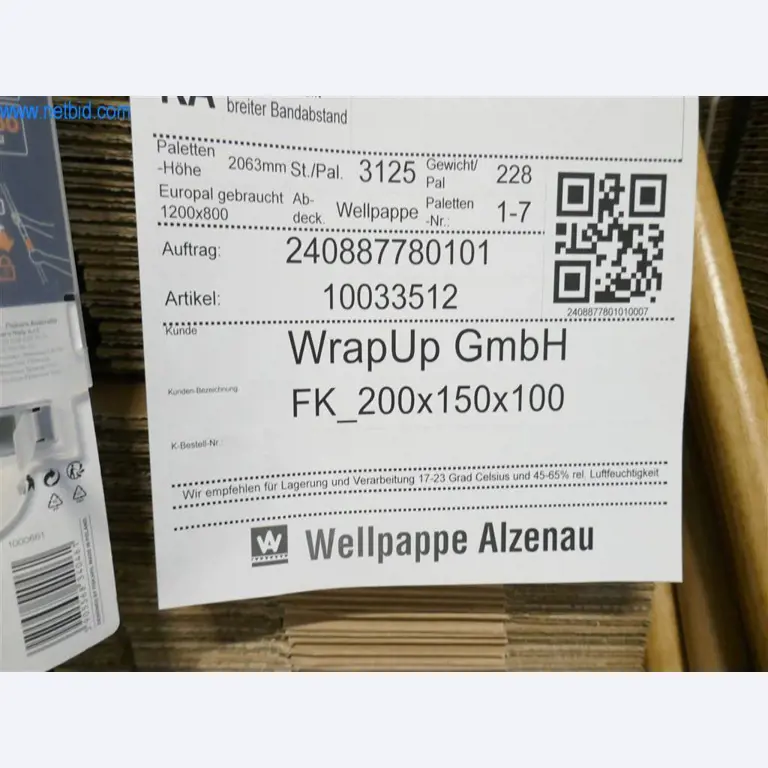 www.netbid.com
breiter Bandabstand
Paletten -Höhe 2063mm St./Pal. 3125 Gewicht/ Pal 228
Europal gebraucht 1200x800 Ab- deck. Wellpappe Paletten -Nr.: 1-7
Auftrag: 240887780101
Artikel: 10033512
2408877801010007
Kunde
WrapUp GmbH
Kunden-Bezeichnung
FK_200x150x100
K-Bestell-Nr.:
Wir empfehlen für Lagerung und Verarbeitung 17-23 Grad Celsius und 45-65% rel. Luftfeuchtigkeit
W Wellpappe Alzenau
1000661